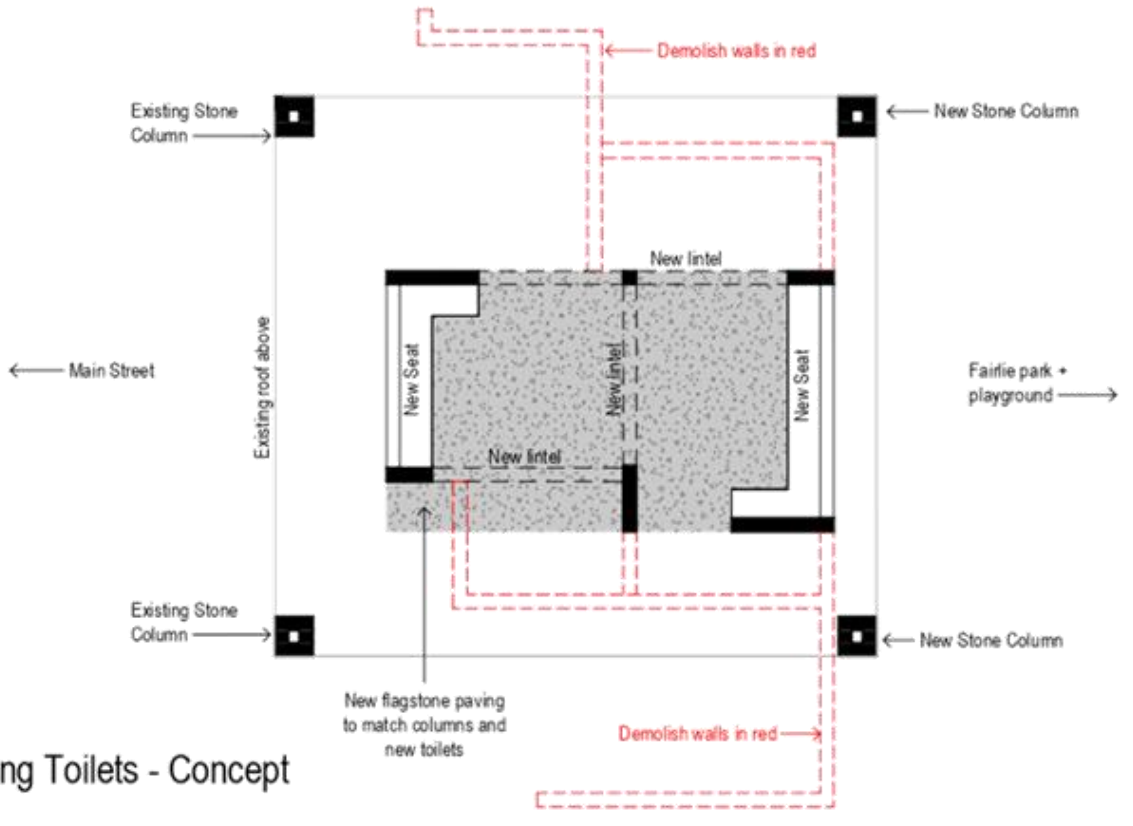 Demolish walls in red
Existing Stone
Column
New Stone Column
New lintel
Existing roof above
Main Street
New Seat
New lintel
New Seat
Fairlie park +
playground
New lintel
Existing Stone
Column
New Stone Column
New flagstone paving
to match columns and
new toilets
Demolish walls in red
ng Toilets - Concept